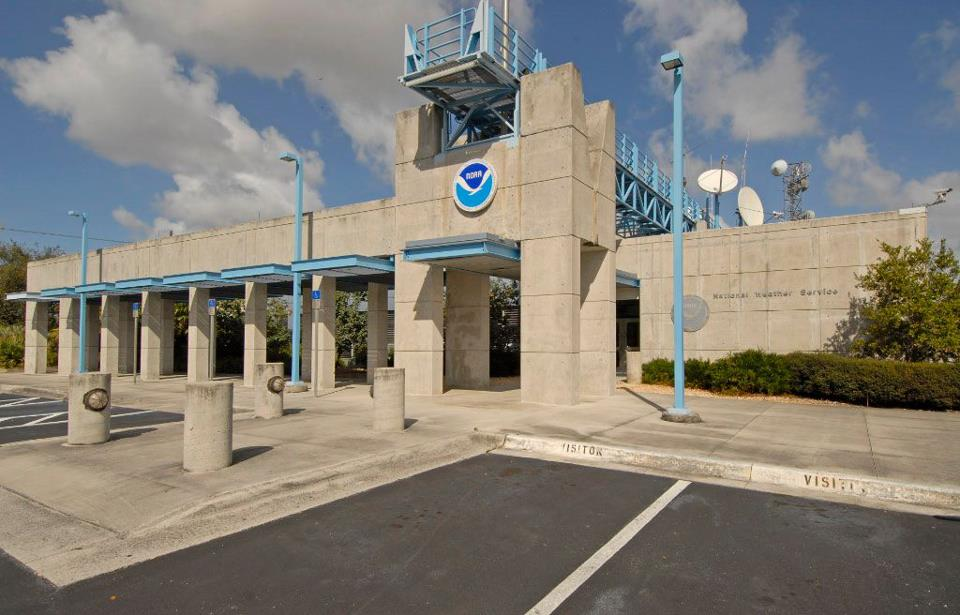 NOAA
National Weather Service
VISITOR
VISIT